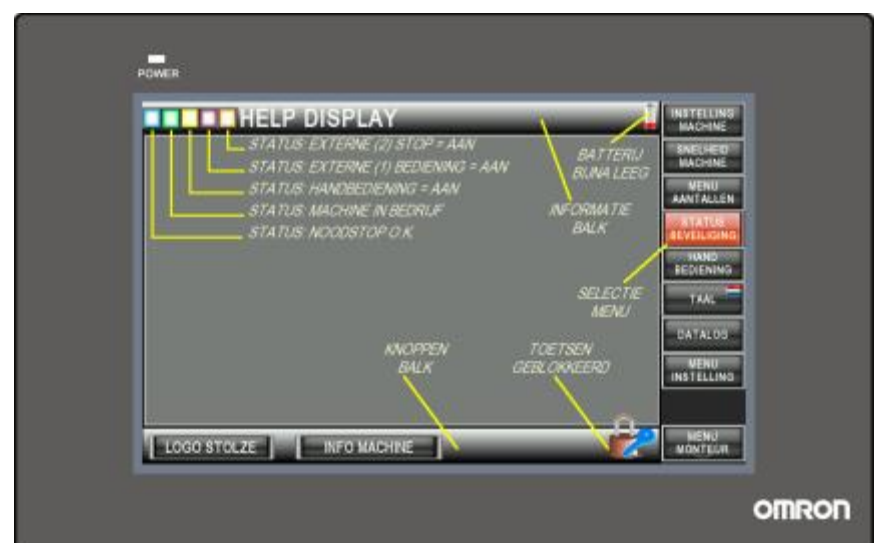 POWER
HELP DISPLAY
STATUS: EXTERNE (2) STOP = AAN
STATUS: EXTERNE (1) BEDIENING = AAN
STATUS: HANDBEDIENING = AAN
STATUS: MACHINE IN BEDRIJF
STATUS: NOODSTOP O.K.
BATTERIJ
BIJNA LEEG
INFORMATIE
BALK
SELECTIE
MENU
KNOPPEN
BALK
TOETSEN
GEBLOKKEERD
LOGO STOLZE
INFO MACHINE
INSTELLING
MACHINE
SNELHEID
MACHINE
MENU
AANTALLEN
STATUS
BEVEILIGING
HAND
BEDIENING
TAAL
DATALOG
MENU
INSTELLING
MENU
MONTEUR
OMRON